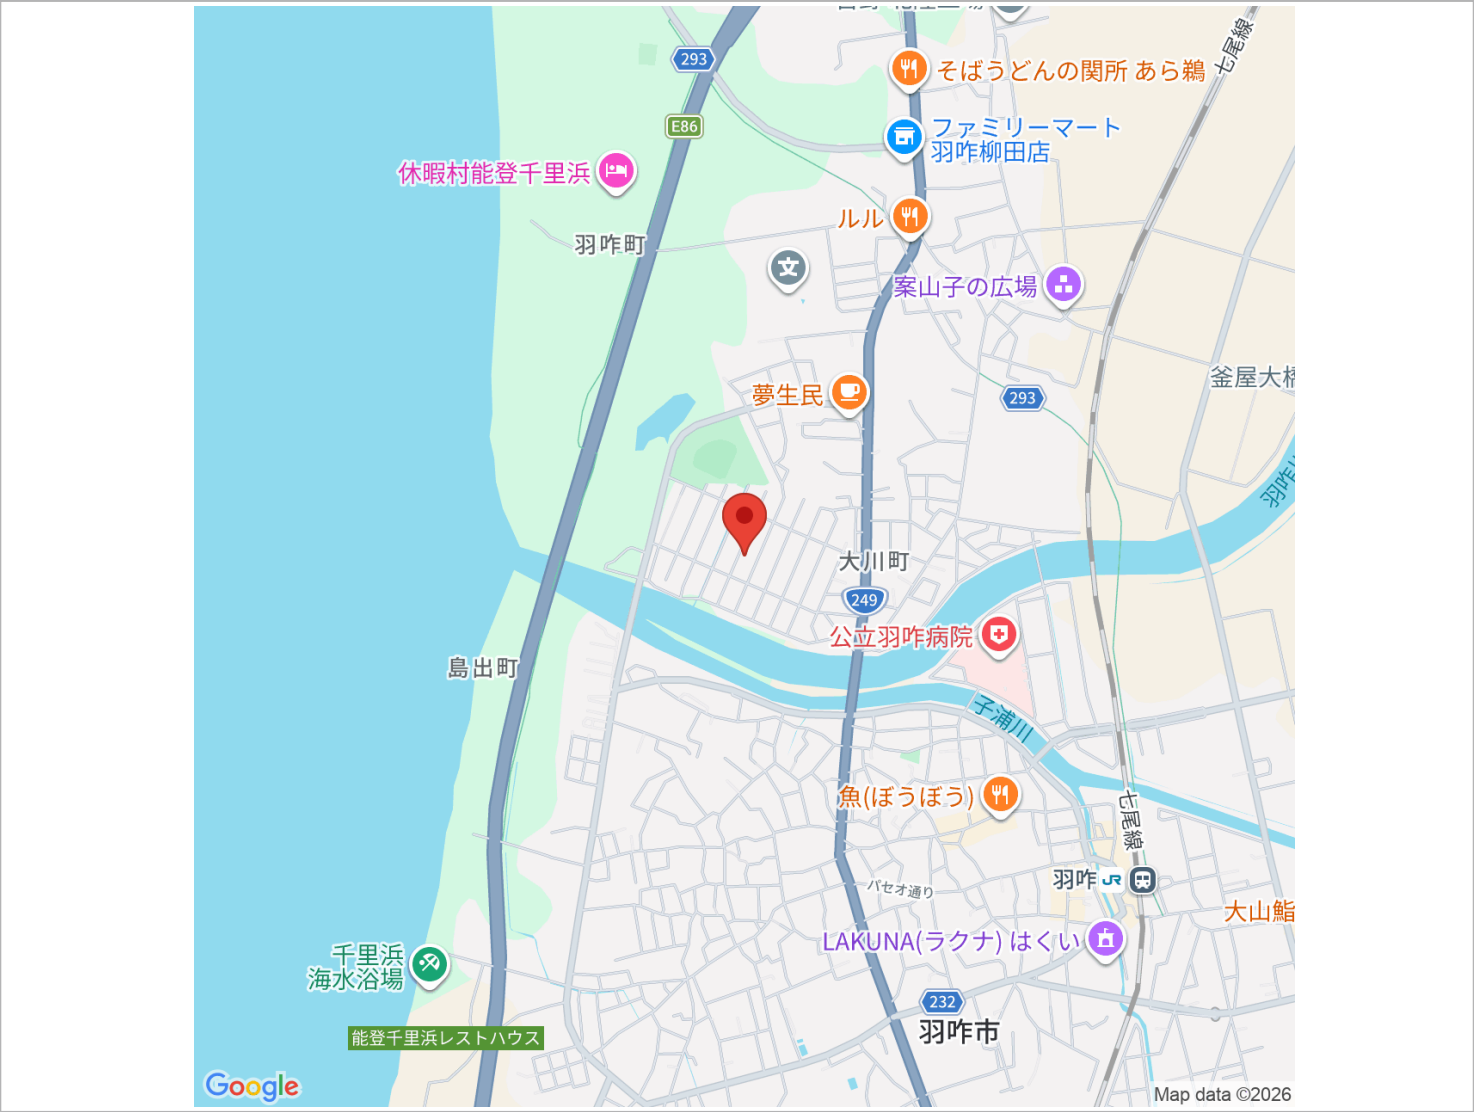 293
七尾線
そばうどんの関所 あら鵜
E86
ファミリーマート
羽咋柳田店
休暇村能登千里浜
ルル
羽咋町
文
案山子の広場
釜屋大橋
夢生民
293
羽咋川
大川町
249
公立羽咋病院
島出町
子浦川
魚(ぼうぼう)
七尾線
羽咋 JR
パセオ通り
大山鮨
LAKUNA(ラクナ) はくい
千里浜
海水浴場
232
羽咋市
能登千里浜レストハウス
Google
Map data ©2026